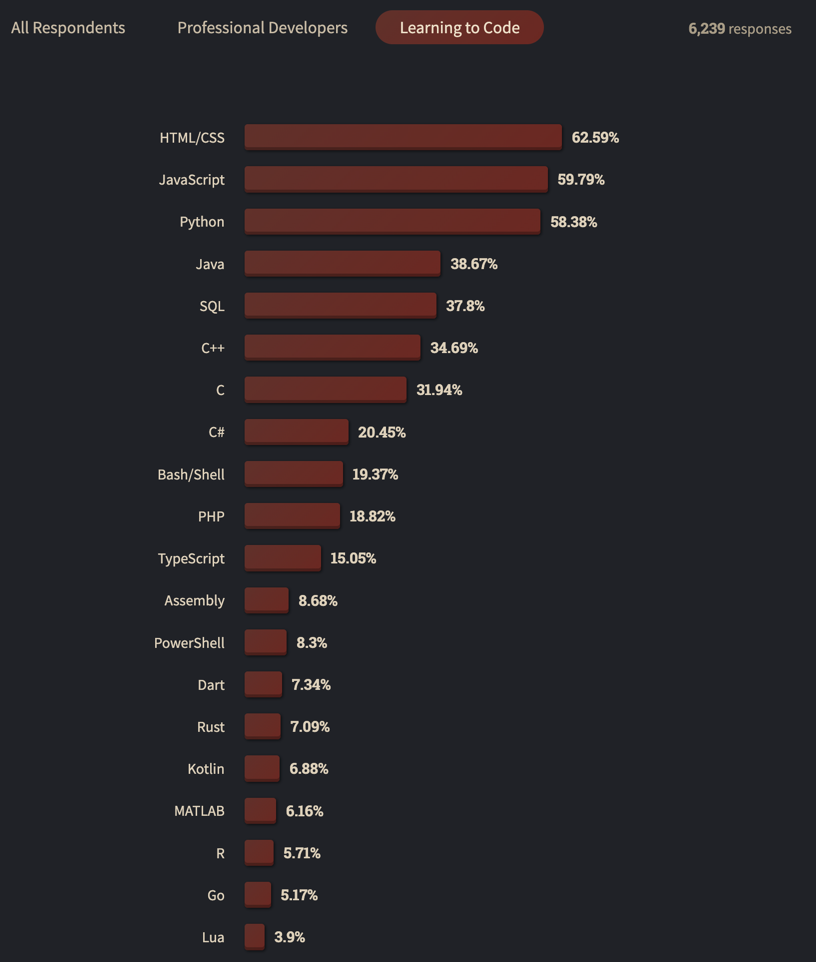 All Respondents Professional Developers Learning to Code 6,239 responses
HTML/CSS 62.59%
JavaScript 59.79%
Python 58.38%
Java 38.67%
SQL 37.8%
C++ 34.69%
C 31.94%
C# 20.45%
Bash/Shell 19.37%
PHP 18.82%
TypeScript 15.05%
Assembly 8.68%
PowerShell 8.3%
Dart 7.34%
Rust 7.09%
Kotlin 6.88%
MATLAB 6.16%
R 5.71%
Go 5.17%
Lua 3.9%